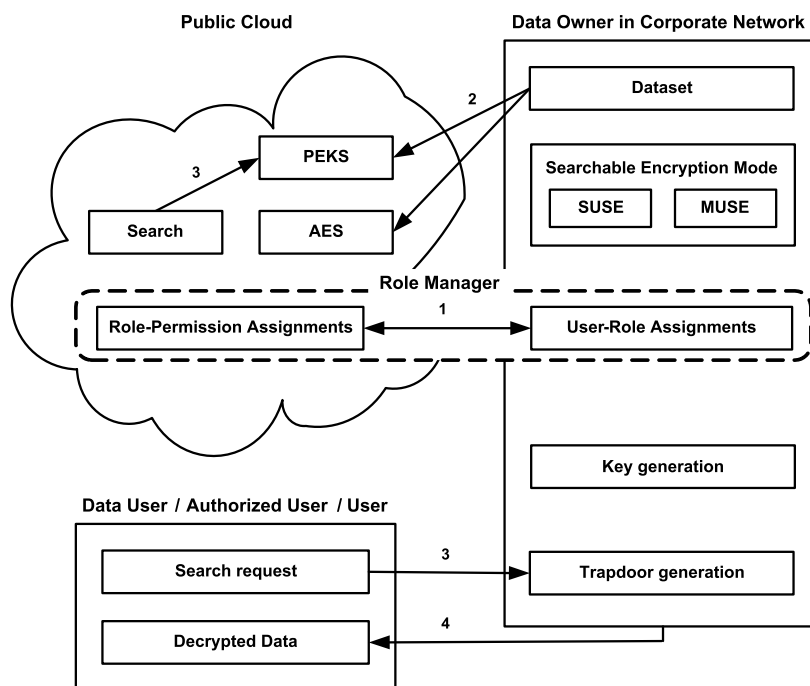 Public Cloud
Data Owner in Corporate Network
Dataset
2
PEKS
3
Searchable Encryption Mode
SUSE
MUSE
Search
AES
Role Manager
Role-Permission Assignments
1
User-Role Assignments
Key generation
Data User / Authorized User / User
Search request
3
Trapdoor generation
4
Decrypted Data